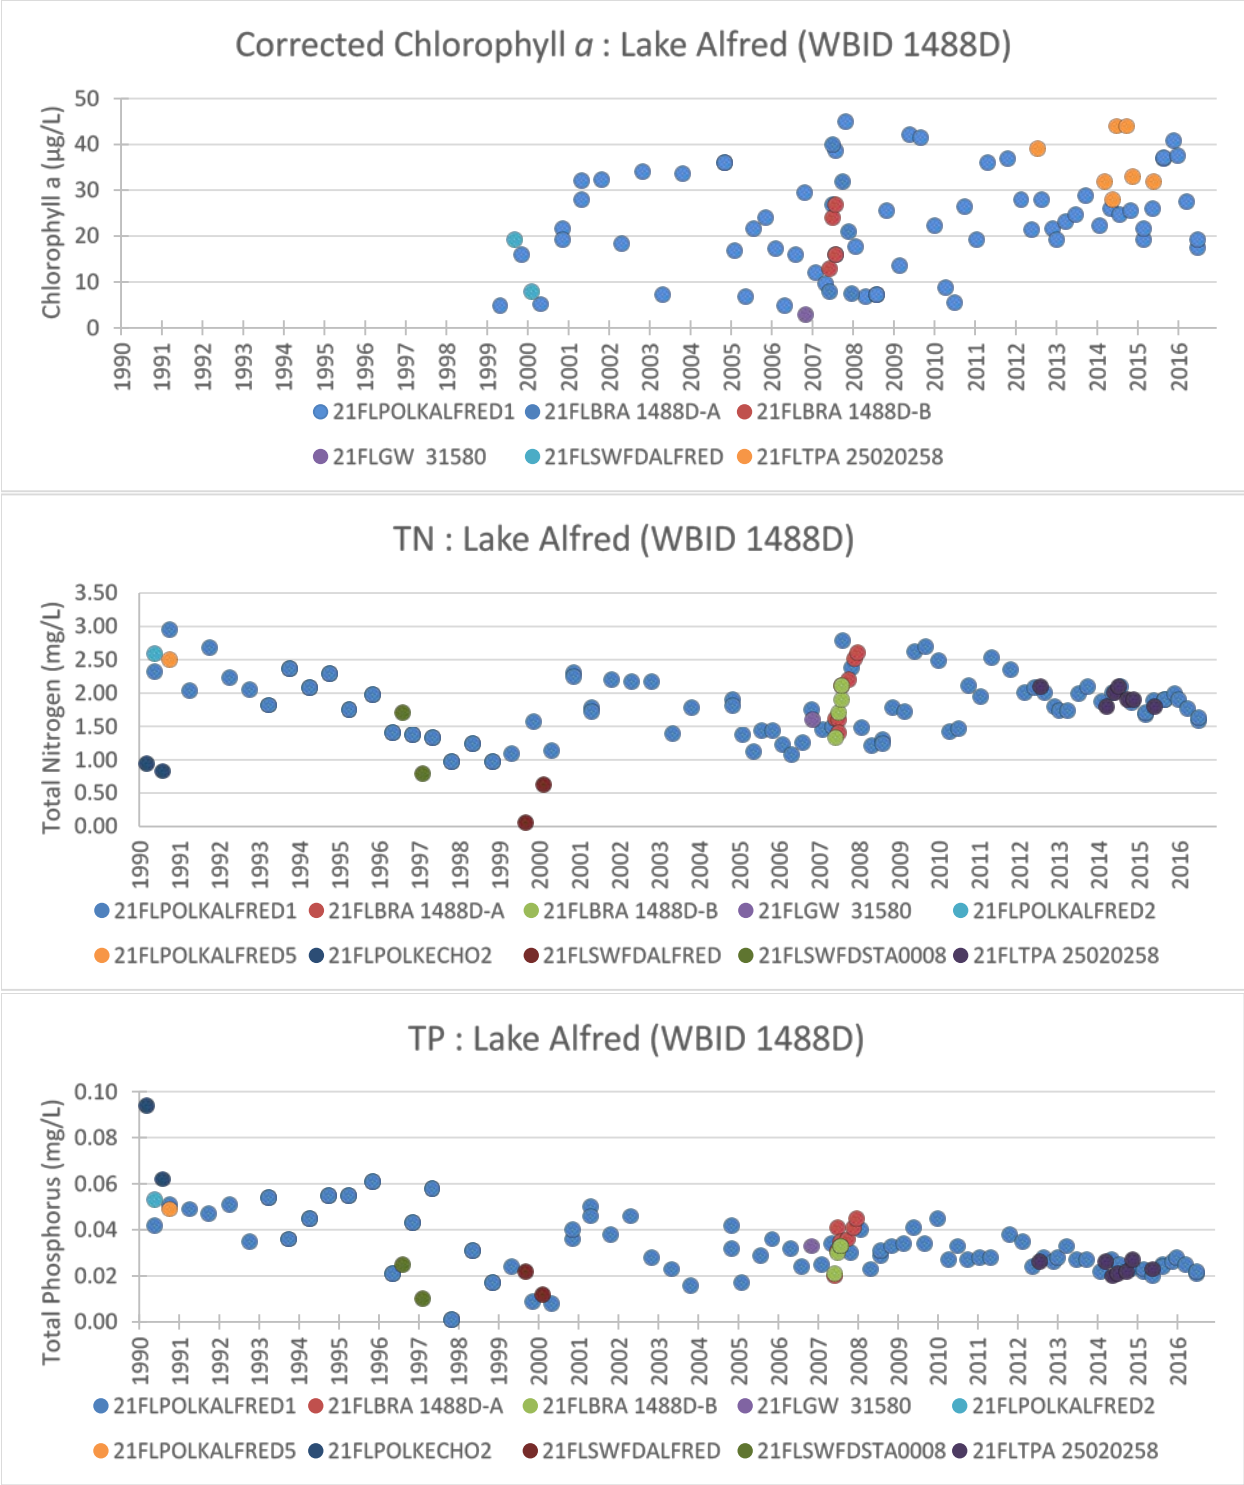 Corrected Chlorophyll a : Lake Alfred (WBID 1488D)
Chlorophyll a (µg/L)
50
40
30
20
10
0
1990 1991 1992 1993 1994 1995 1995 1996 1997 1998 1999 2000 2001 2002 2003 2004 2005 2006 2007 2008 2009 2010 2011 2012 2013 2014 2015 2016
21FLPOLKALFRED1 21FLBRA 1488D-A 21FLBRA 1488D-B
21FLGW 31580 21FLSWFDALFRED 21FLTPA 25020258
TN : Lake Alfred (WBID 1488D)
Total Nitrogen (mg/L)
3.50
3.00
2.50
2.00
1.50
1.00
0.50
0.00
1990 1991 1992 1993 1994 1995 1996 1997 1998 1999 2000 2001 2002 2003 2004 2005 2006 2007 2008 2009 2010 2011 2012 2013 2014 2015 2016
21FLPOLKALFRED1 21FLBRA 1488D-A 21FLBRA 1488D-B 21FLGW 31580 21FLPOLKALFRED2
21FLPOLKALFRED5 21FLPOLKECHO2 21FLSWFDALFRED 21FLSWFDSTA0008 21FLTPA 25020258
TP : Lake Alfred (WBID 1488D)
Total Phosphorus (mg/L)
0.10
0.08
0.06
0.04
0.02
0.00
1990 1991 1992 1993 1994 1995 1996 1997 1998 1999 2000 2001 2002 2003 2004 2005 2006 2007 2008 2009 2010 2011 2012 2013 2014 2015 2016
21FLPOLKALFRED1 21FLBRA 1488D-A 21FLBRA 1488D-B 21FLGW 31580 21FLPOLKALFRED2
21FLPOLKALFRED5 21FLPOLKECHO2 21FLSWFDALFRED 21FLSWFDSTA0008 21FLTPA 25020258